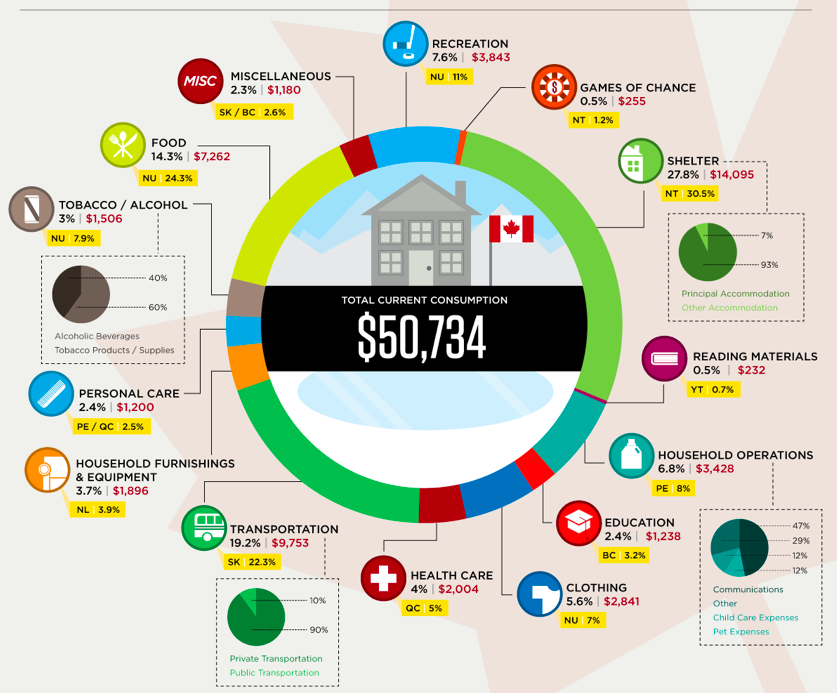 RECREATION
7.6% | $3,843
NU | 11%
MISC
MISCELLANEOUS
2.3% | $1,180
SK / BC | 2.6%
GAMES OF CHANCE
0.5% | $255
NT | 1.2%
FOOD
14.3% | $7,262
NU | 24.3%
SHELTER
27.8% | $14,095
NT | 30.5%
7%
93%
Principal Accommodation
Other Accommodation
TOBACCO / ALCOHOL
3% | $1,506
NU | 7.9%
40%
60%
Alcoholic Beverages
Tobacco Products / Supplies
TOTAL CURRENT CONSUMPTION
$50,734
READING MATERIALS
0.5% | $232
YT | 0.7%
PERSONAL CARE
2.4% | $1,200
PE / QC | 2.5%
HOUSEHOLD FURNISHINGS
& EQUIPMENT
3.7% | $1,896
NL | 3.9%
HOUSEHOLD OPERATIONS
6.8% | $3,428
PE | 8%
47%
29%
12%
12%
Communications
Other
Child Care Expenses
Pet Expenses
TRANSPORTATION
19.2% | $9,753
SK | 22.3%
10%
90%
Private Transportation
Public Transportation
EDUCATION
2.4% | $1,238
BC | 3.2%
HEALTH CARE
4% | $2,004
QC | 5%
CLOTHING
5.6% | $2,841
NU | 7%